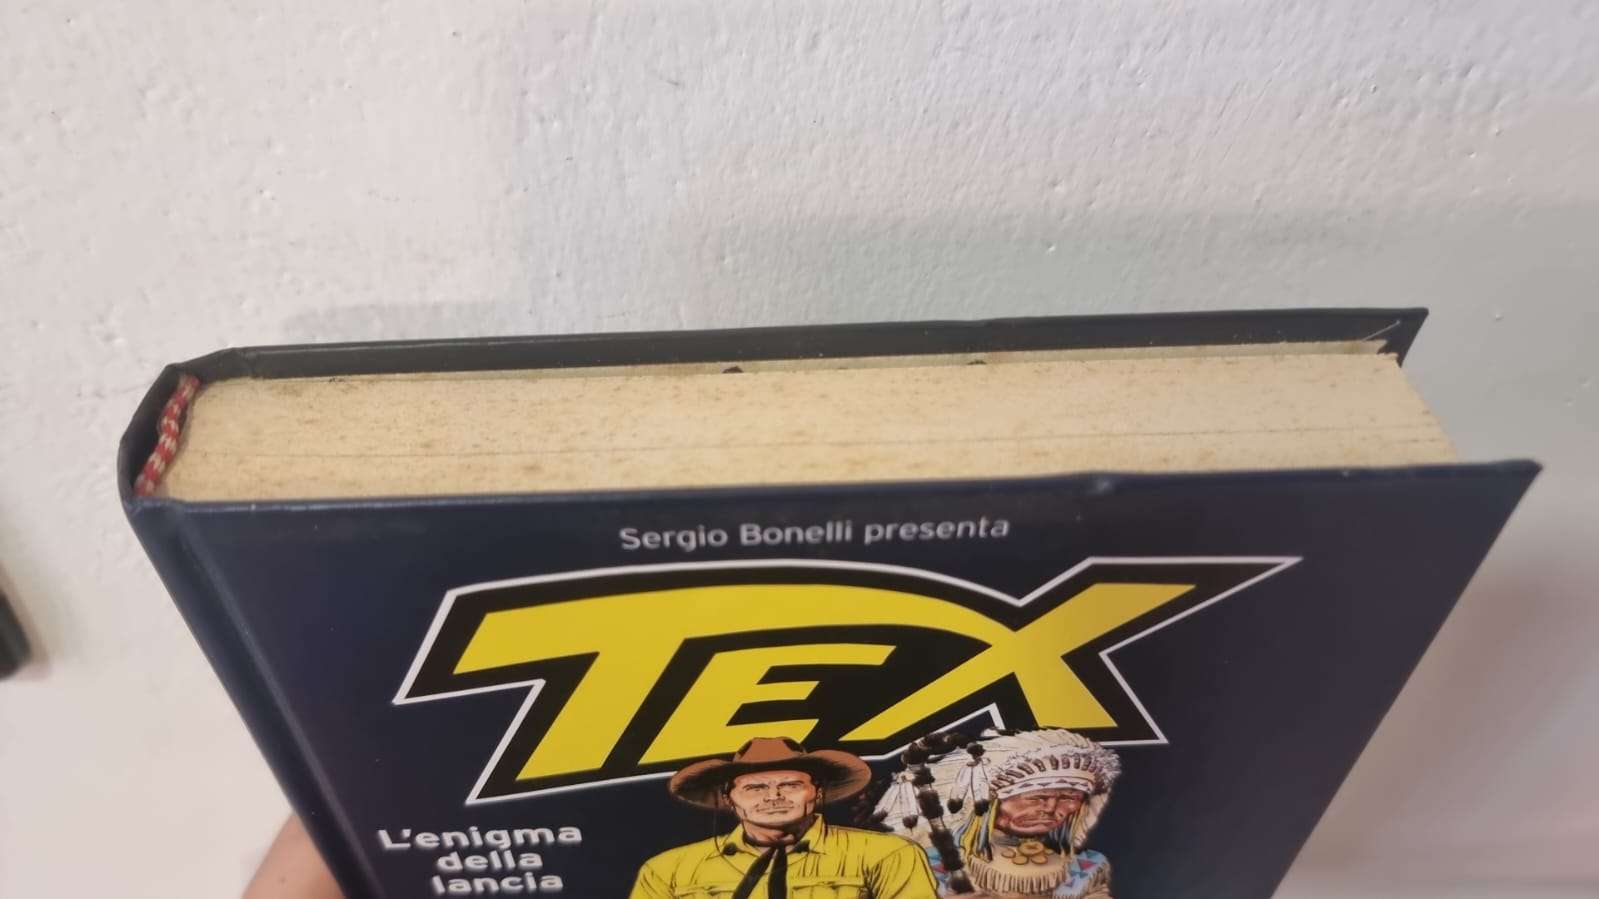 Sergio Bonelli presenta
TEX
L'enigma
della
lancia